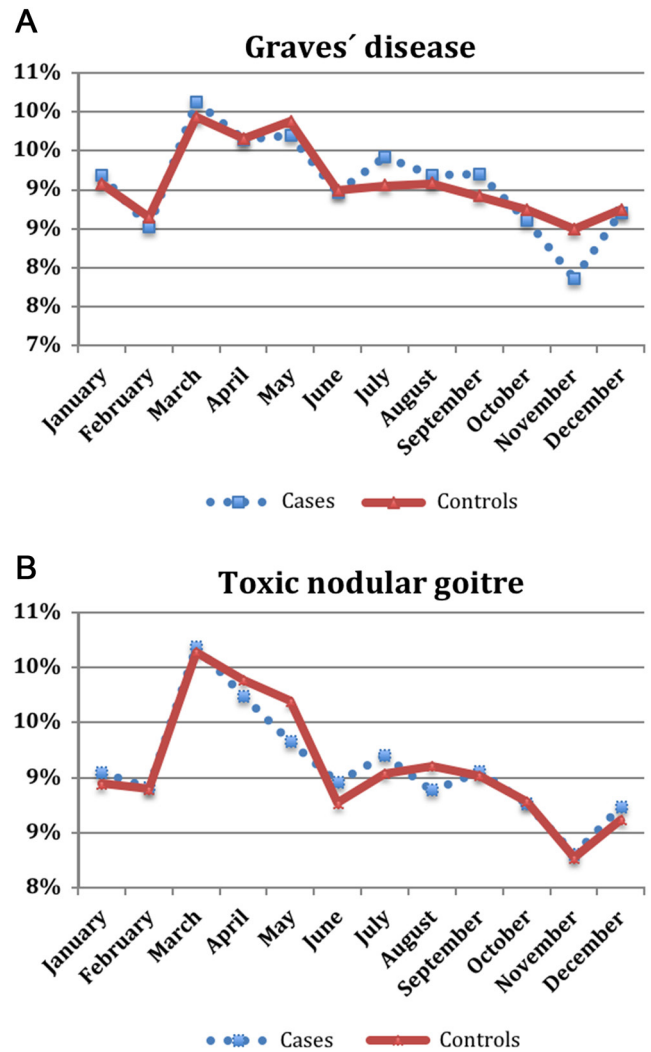 A
Graves´ disease
11%
10%
10%
9%
9%
8%
8%
7%
January
February
March
April
May
June
July
August
September
October
November
December
Cases
Controls
B
Toxic nodular goitre
11%
10%
10%
9%
9%
8%
January
February
March
April
May
June
July
August
September
October
November
December
Cases
Controls